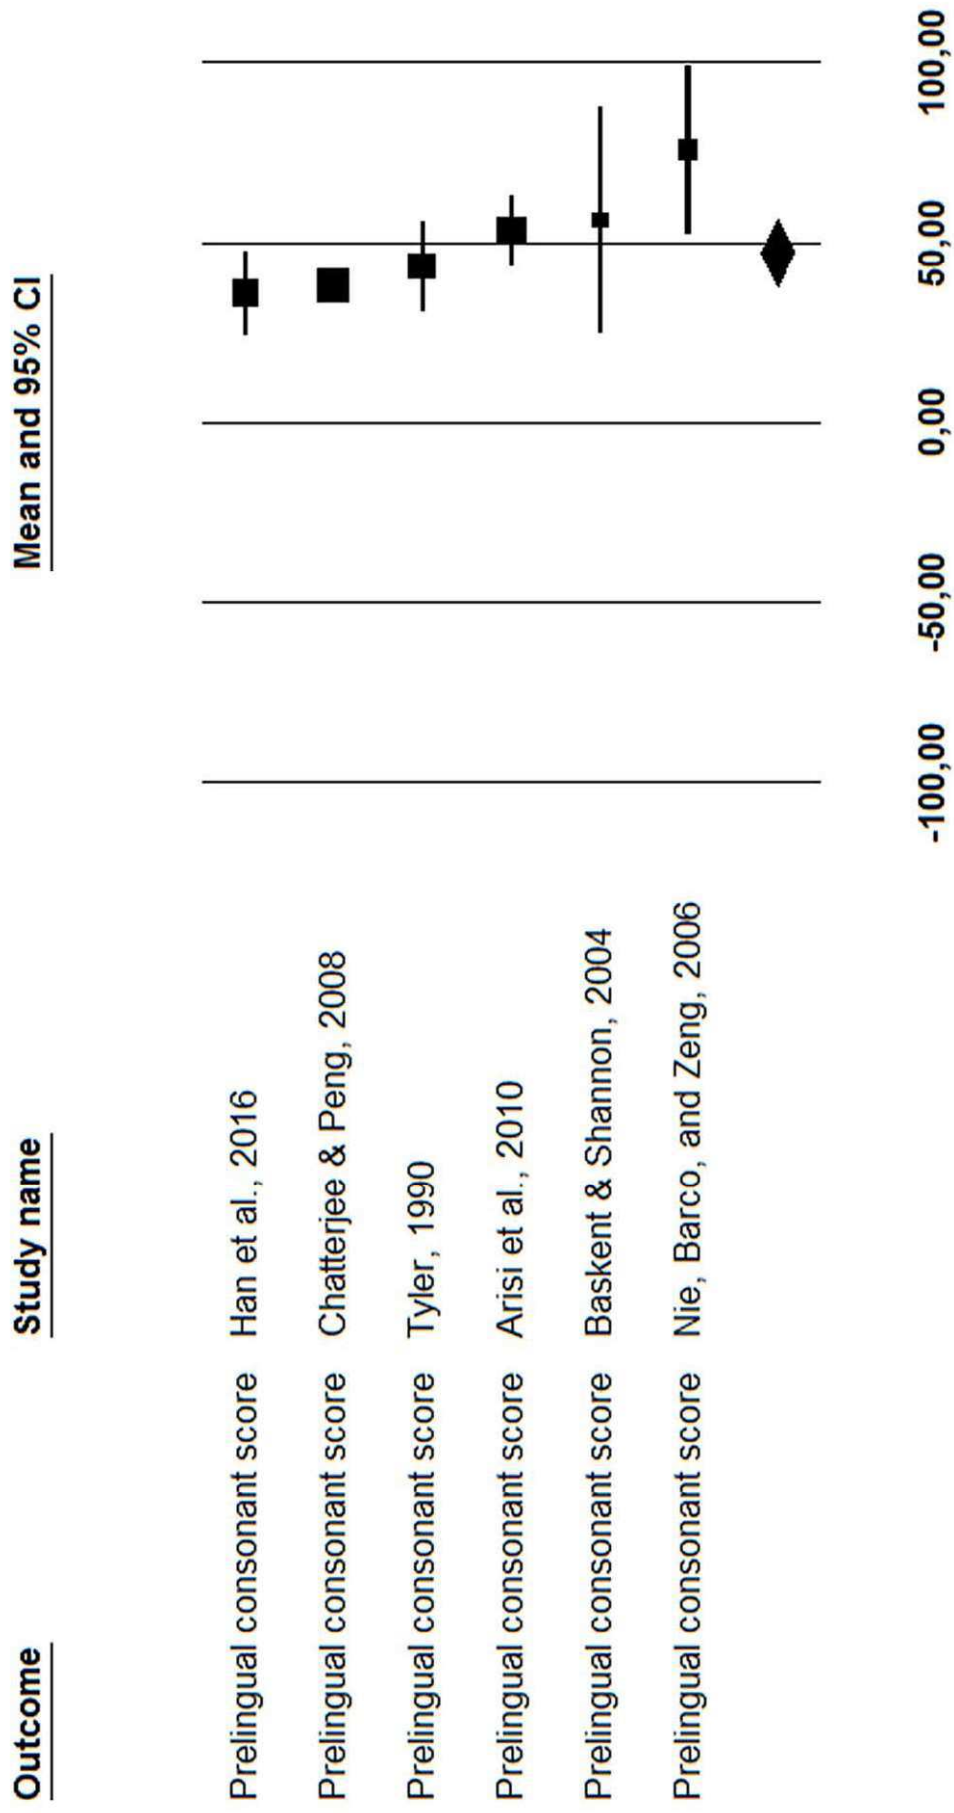 Outcome Study name Mean and 95% CI
Prelingual consonant score Han et al., 2016
Prelingual consonant score Chatterjee & Peng, 2008
Prelingual consonant score Tyler, 1990
Prelingual consonant score Arisi et al., 2010
Prelingual consonant score Baskent & Shannon, 2004
Prelingual consonant score Nie, Barco, and Zeng, 2006
-100,00 -50,00 0,00 50,00 100,00